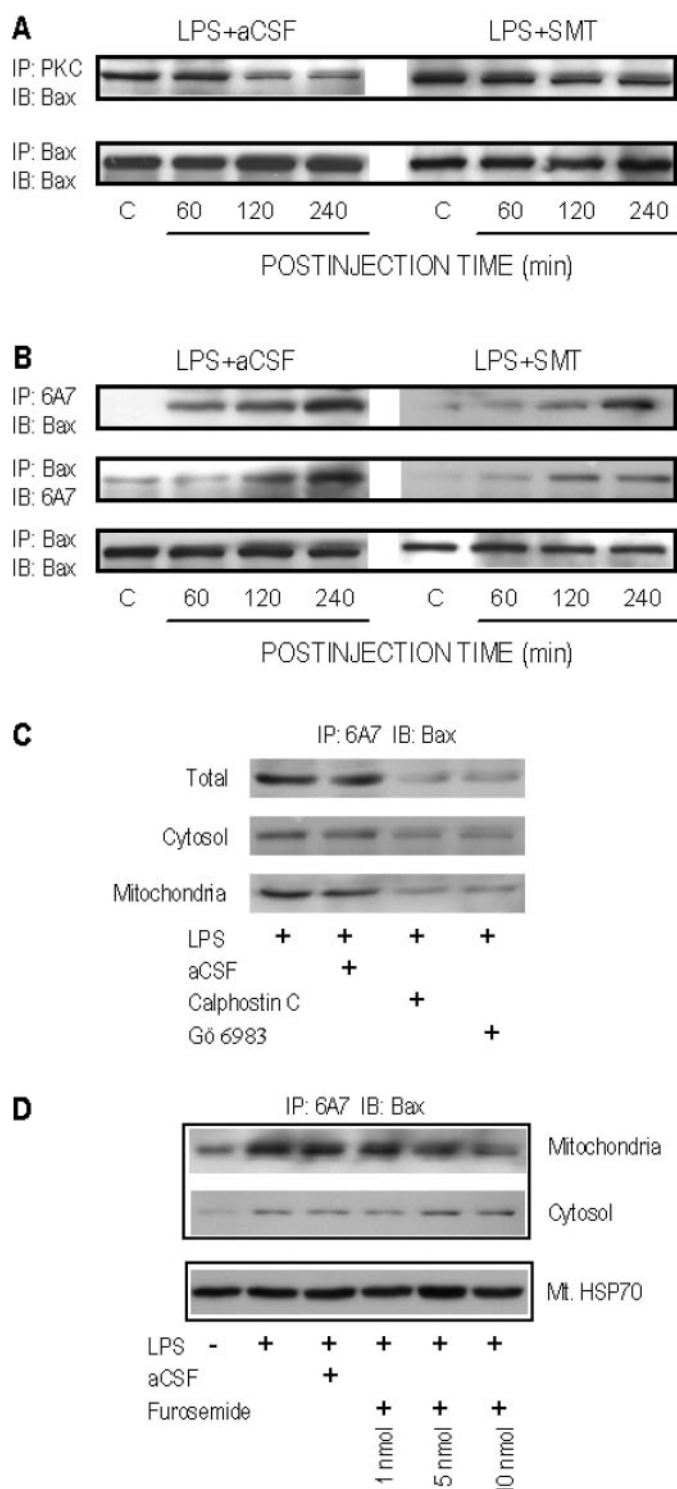 A
LPS+aCSF LPS+SMT
IP: PKC
IB: Bax
IP: Bax
IB: Bax
C 60 120 240 C 60 120 240
POSTINJECTION TIME (min)
B
LPS+aCSF LPS+SMT
IP: 6A7
IB: Bax
IP: Bax
IB: 6A7
IP: Bax
IB: Bax
C 60 120 240 C 60 120 240
POSTINJECTION TIME (min)
C
IP: 6A7 IB: Bax
Total
Cytosol
Mitochondria
LPS + + + +
aCSF +
Calphostin C +
Gö 6983 +
D
IP: 6A7 IB: Bax
Mitochondria
Cytosol
Mt. HSP70
LPS - + + + + +
aCSF +
Furosemide + + +
1 nmol 5 nmol 10 nmol